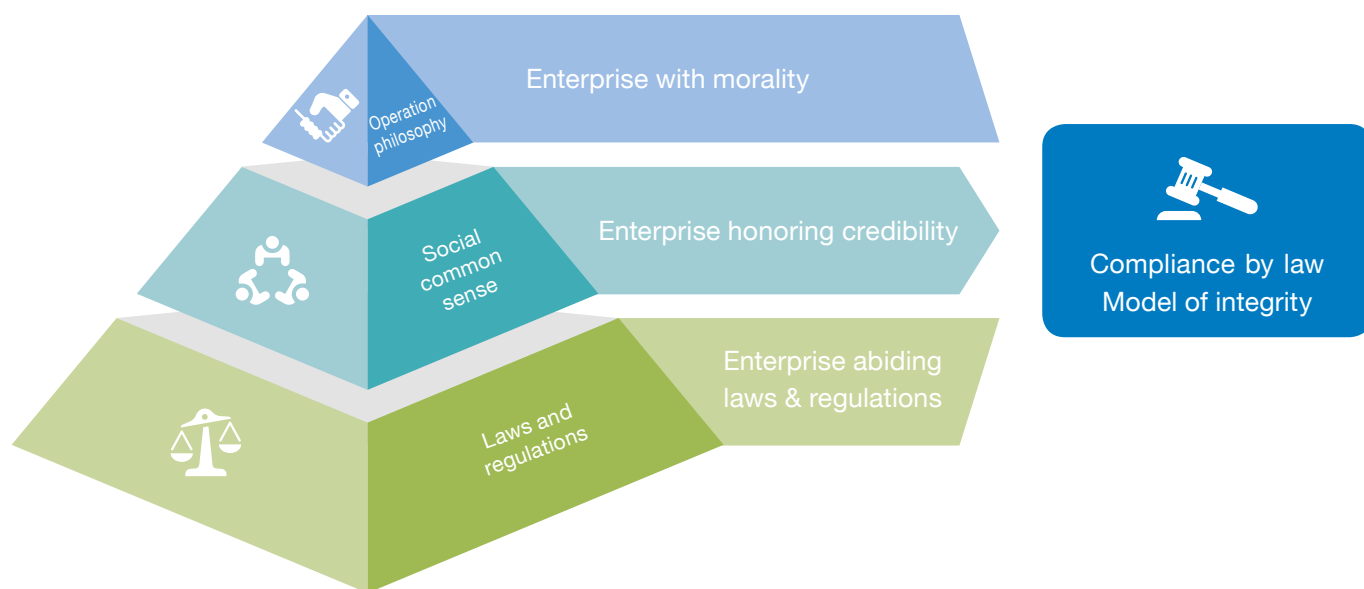 Operation
philosophy
Enterprise with morality
Social
common
sense
Enterprise honoring credibility
Laws and
regulations
Enterprise abiding
laws & regulations
Compliance by law
Model of integrity